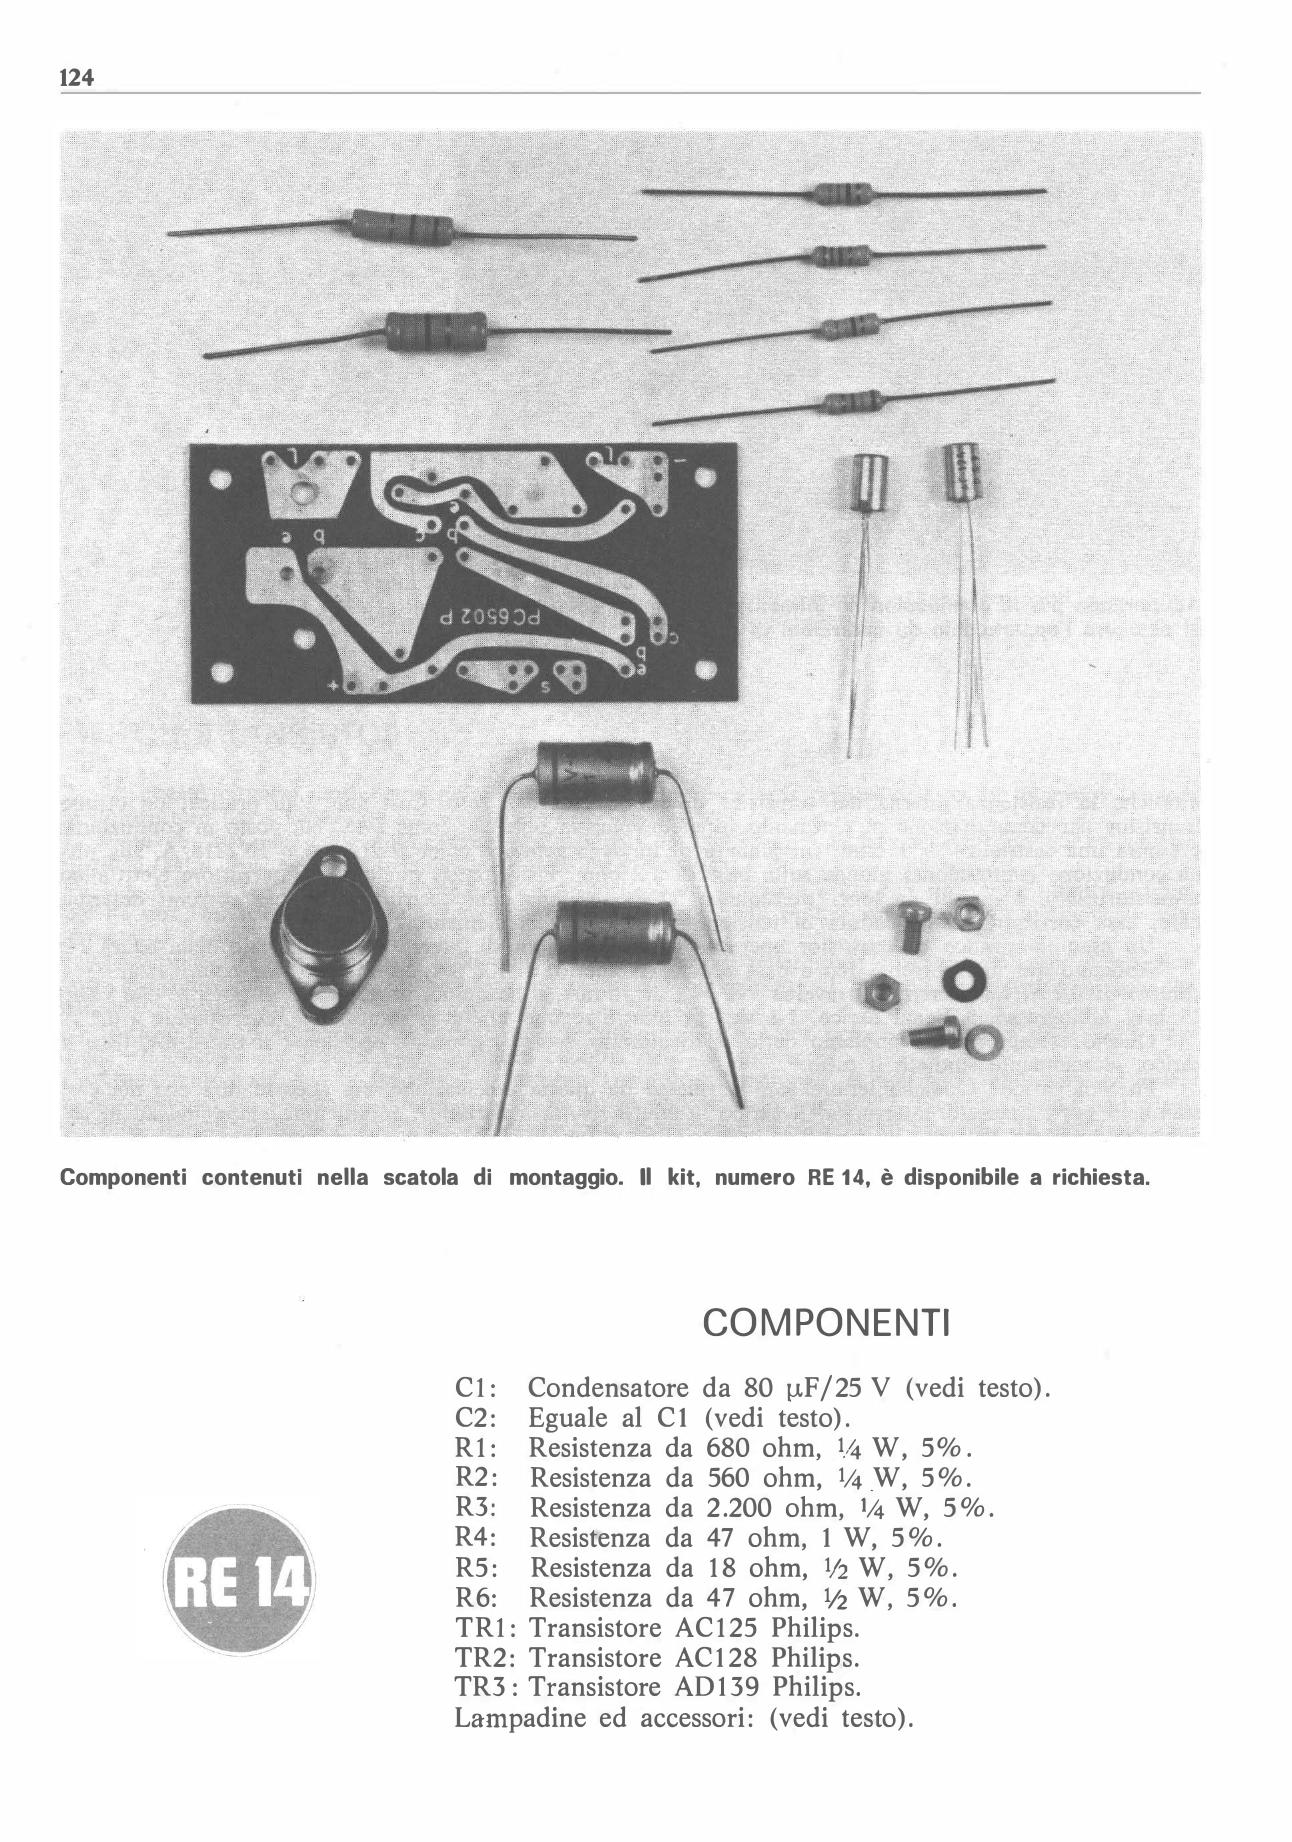 124
l
l
-
e
e
b
c
b
PC6502 P
c
b
e
+
s
Componenti contenuti nella scatola di montaggio. Il kit, numero RE 14, è disponibile a richiesta.
COMPONENTI
C1: Condensatore da 80 µF/25 V (vedi testo).
C2: Eguale al C1 (vedi testo).
R1: Resistenza da 680 ohm, ¼ W, 5%.
R2: Resistenza da 560 ohm, ¼ W, 5%.
R3: Resistenza da 2.200 ohm, ¼ W, 5%.
R4: Resistenza da 47 ohm, 1 W, 5%.
R5: Resistenza da 18 ohm, ½ W, 5%.
R6: Resistenza da 47 ohm, ½ W, 5%.
TR1: Transistore AC125 Philips.
TR2: Transistore AC128 Philips.
TR3: Transistore AD139 Philips.
Lampadine ed accessori: (vedi testo).
RE 14